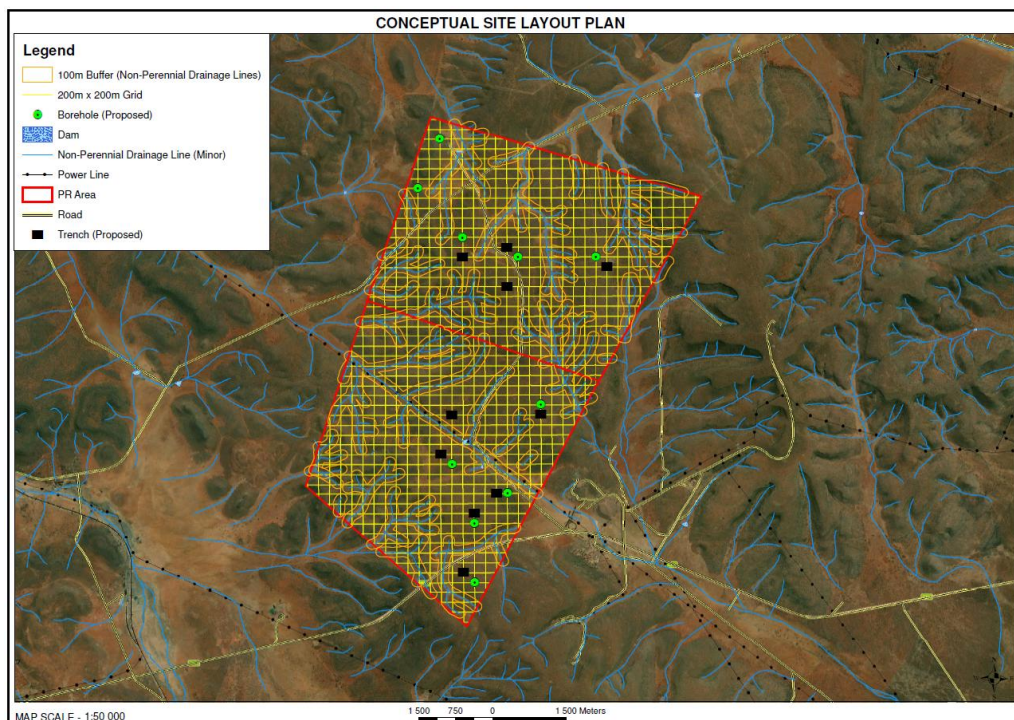 CONCEPTUAL SITE LAYOUT PLAN
Legend
100m Buffer (Non-Perennial Drainage Lines)
200m x 200m Grid
Borehole (Proposed)
Dam
Non-Perennial Drainage Line (Minor)
Power Line
PR Area
Road
Trench (Proposed)
MAP SCALE - 1:50 000
1 500 750 0 1 500 Meters